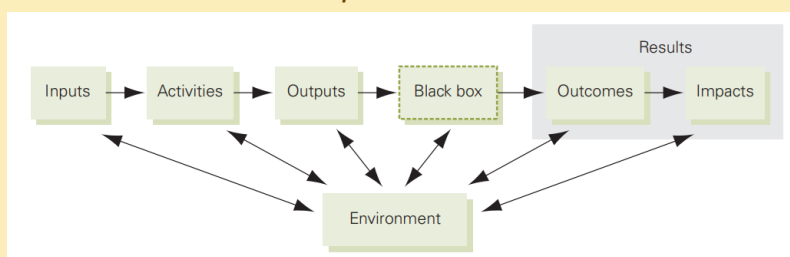 Results
Inputs
Activities
Outputs
Black box
Outcomes
Impacts
Environment